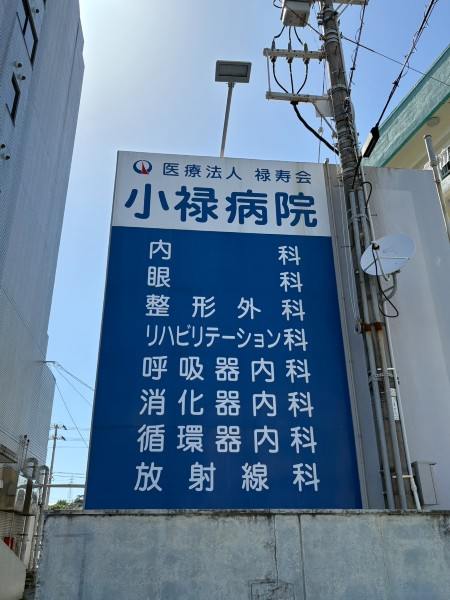 医療法人 禄寿会
小禄病院
内科
眼科
整形外科
リハビリテーション科
呼吸器内科
消化器内科
循環器内科
放射線科